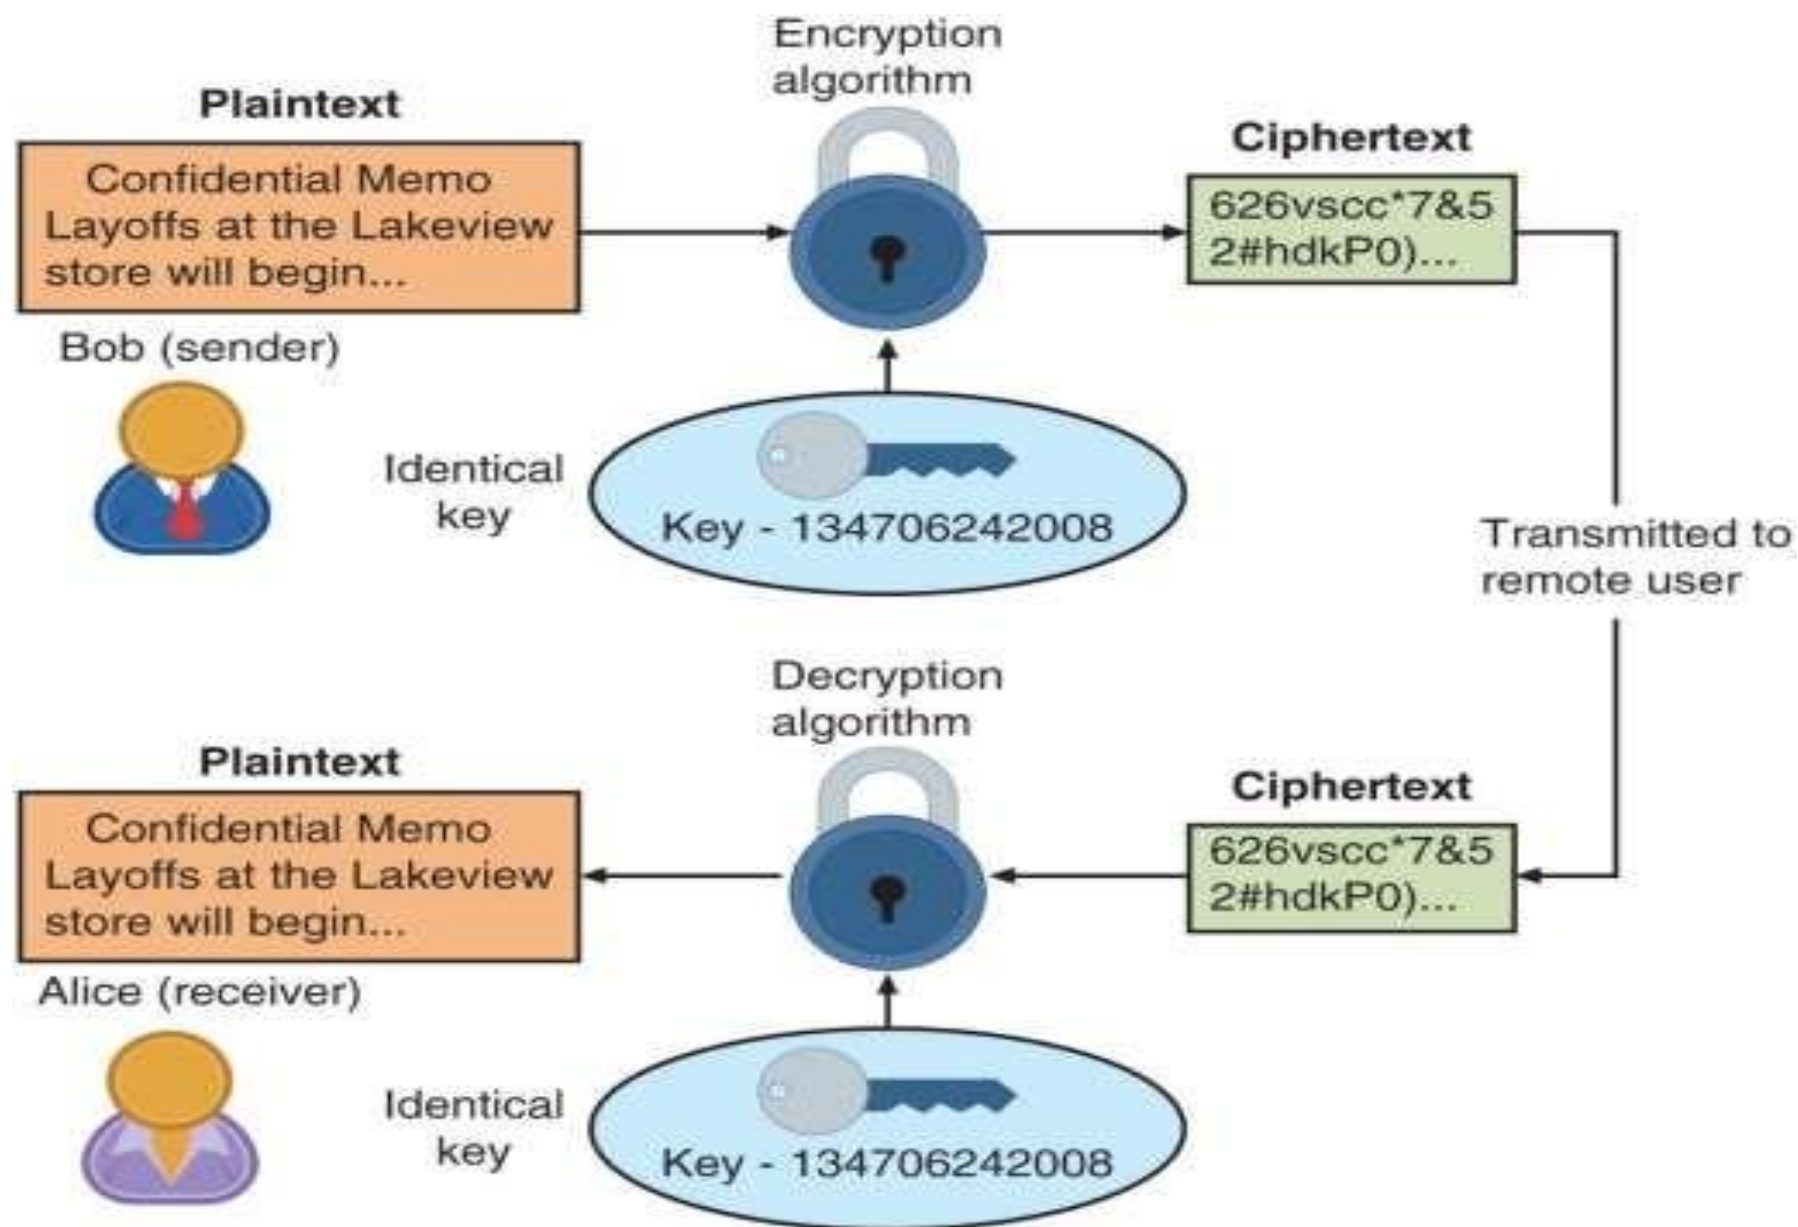 Encryption
algorithm
Plaintext
Confidential Memo
Layoffs at the Lakeview
store will begin...
Ciphertext
626vscc*7&5
2#hdkP0)...
Bob (sender)
Identical
key
Key - 134706242008
Transmitted to
remote user
Decryption
algorithm
Plaintext
Confidential Memo
Layoffs at the Lakeview
store will begin...
Ciphertext
626vscc*7&5
2#hdkP0)...
Alice (receiver)
Identical
key
Key - 134706242008